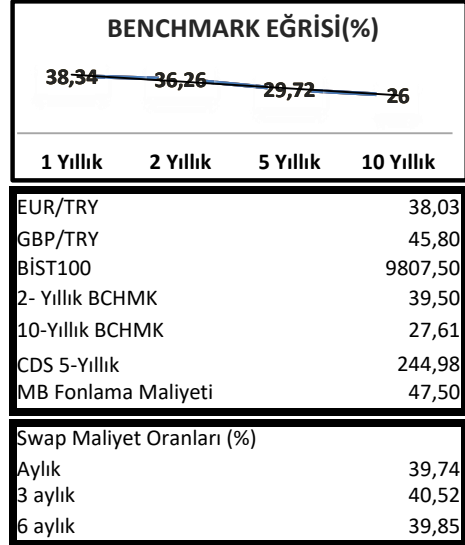 BENCHMARK EĞRİSİ(%)
38,34 36,26 29,72 26
1 Yıllık 2 Yıllık 5 Yıllık 10 Yıllık
EUR/TRY 38,03
GBP/TRY 45,80
BİST100 9807,50
2- Yıllık BCHMK 39,50
10-Yıllık BCHMK 27,61
CDS 5-Yıllık 244,98
MB Fonlama Maliyeti 47,50
Swap Maliyet Oranları (%)
Aylık 39,74
3 aylık 40,52
6 aylık 39,85